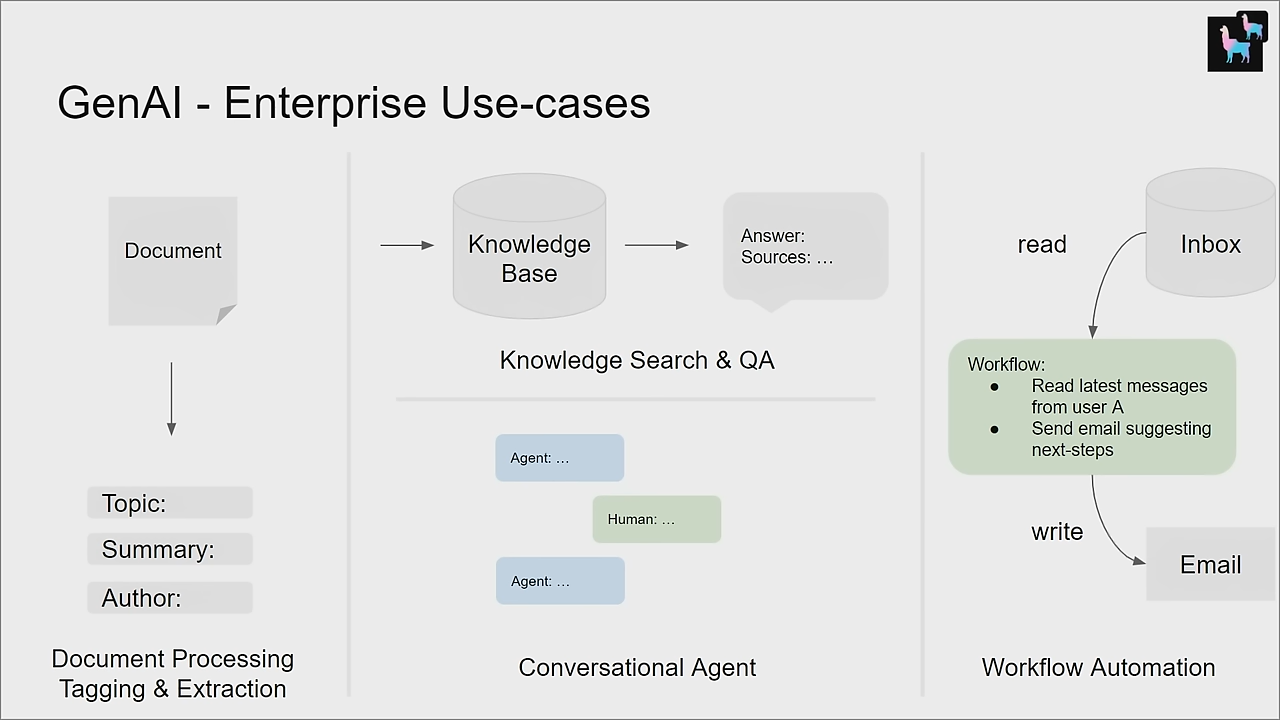 GenAI - Enterprise Use-cases
Document
Topic:
Summary:
Author:
Document Processing
Tagging & Extraction
Knowledge
Base
Answer:
Sources: …
Knowledge Search & QA
Agent: …
Human: …
Agent: …
Conversational Agent
Inbox
read
Workflow:
● Read latest messages
from user A
● Send email suggesting
next-steps
write
Email
Workflow Automation